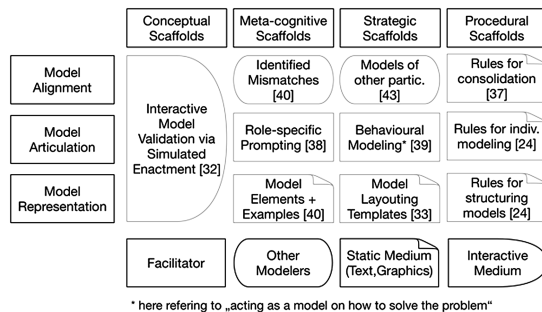 Conceptual Scaffolds
Meta-cognitive Scaffolds
Strategic Scaffolds
Procedural Scaffolds
Model Alignment
Identified Mismatches [40]
Models of other partic. [43]
Rules for consolidation [37]
Interactive Model Validation via Simulated Enactment [32]
Model Articulation
Role-specific Prompting [38]
Behavioural Modeling* [39]
Rules for indiv. modeling [24]
Model Representation
Model Elements + Examples [40]
Model Layouting Templates [33]
Rules for structuring models [24]
Facilitator
Other Modelers
Static Medium (Text,Graphics)
Interactive Medium
* here referring to „acting as a model on how to solve the problem“